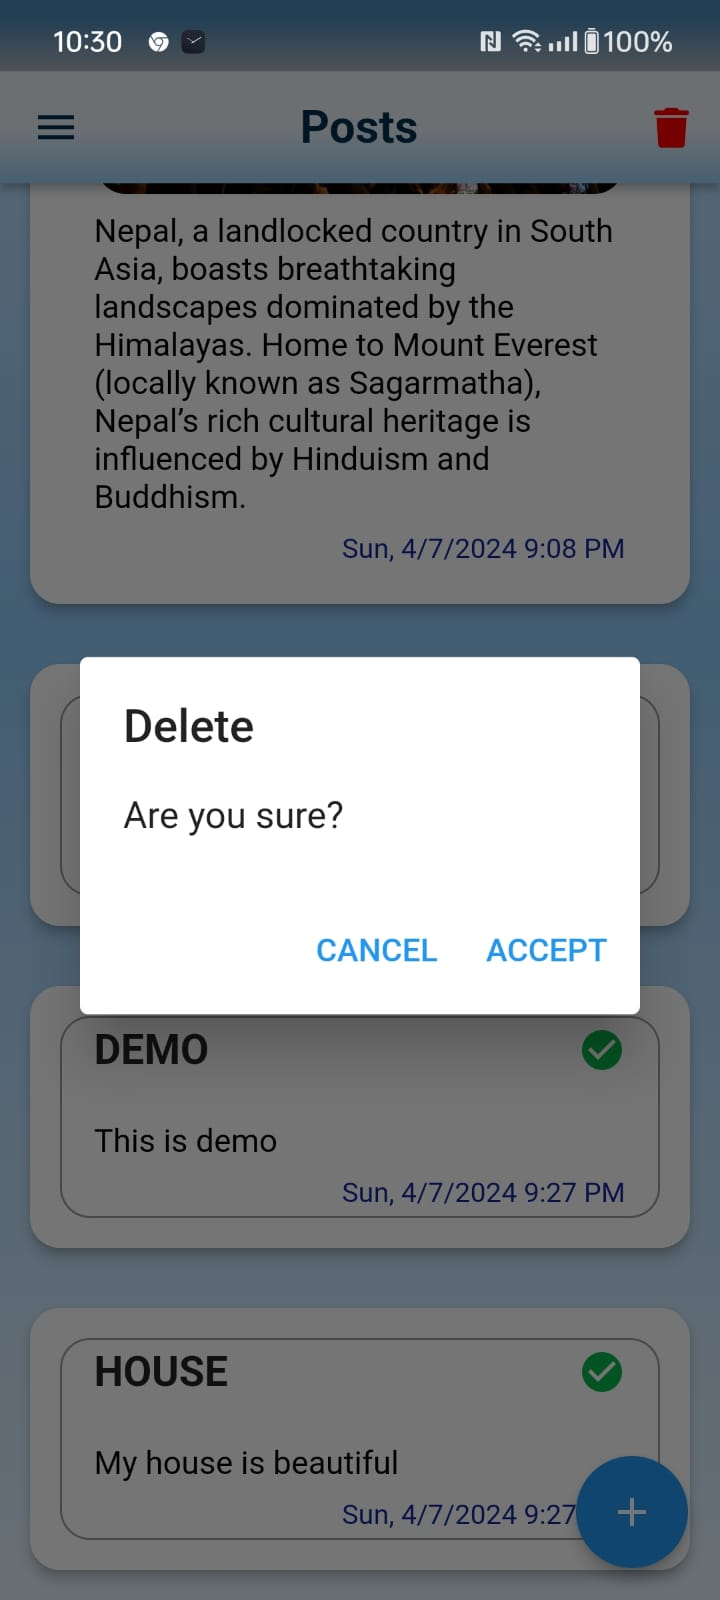 10:30 100%
Posts
Nepal, a landlocked country in South
Asia, boasts breathtaking
landscapes dominated by the
Himalayas. Home to Mount Everest
(locally known as Sagarmatha),
Nepal’s rich cultural heritage is
influenced by Hinduism and
Buddhism.
Sun, 4/7/2024 9:08 PM
Delete
Are you sure?
CANCEL ACCEPT
DEMO
This is demo
Sun, 4/7/2024 9:27 PM
HOUSE
My house is beautiful
Sun, 4/7/2024 9:27